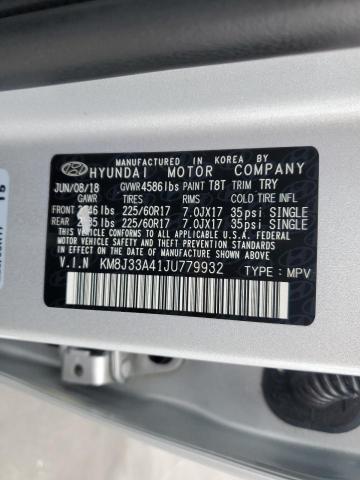 MANUFACTURED IN KOREA BY
HYUNDAI MOTOR COMPANY
JUN/08/18 GVWR 4586 lbs PAINT T8T TRIM TRY
GAWR TIRES RIMS COLD TIRE INFL
FRONT lbs 225/60R17 7.0JX17 35psi SINGLE
REAR lbs 225/60R17 7.0JX17 35psi SINGLE
THIS VEHICLE CONFORMS TO ALL APPLICABLE U.S.A. FEDERAL
MOTOR VEHICLE SAFETY, BUMPER, AND THEFT PREVENTION
STANDARDS IN EFFECT ON THE DATE OF MANUFACTURE SHOWN
ABOVE.
V.I.N KM8J33A41JU779932 TYPE: MPV